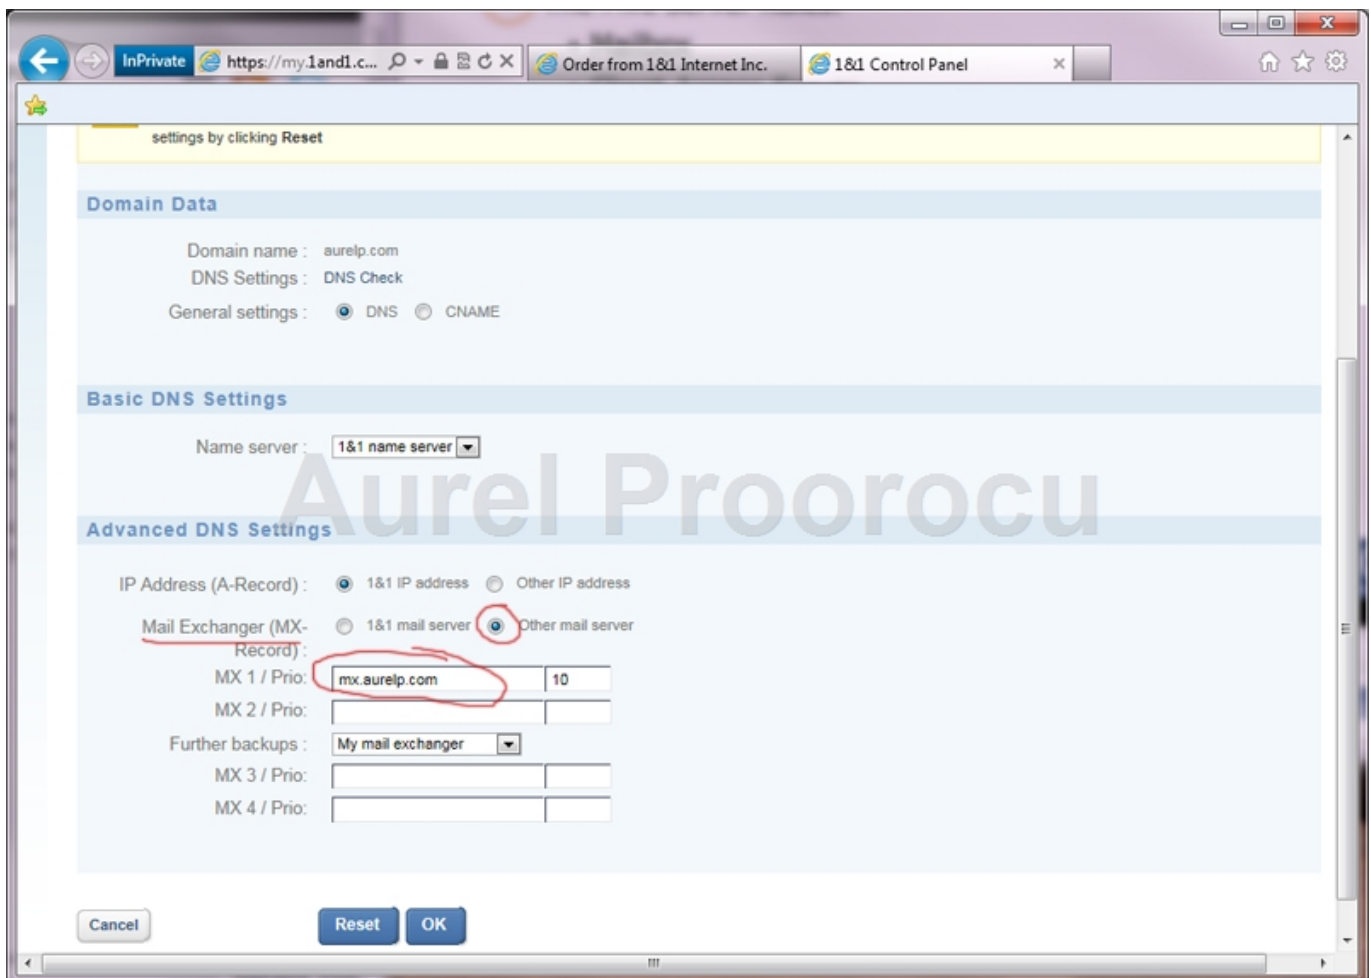 Mailbox
InPrivate https://my.1and1.c... Order from 1&1 Internet Inc. 1&1 Control Panel
settings by clicking Reset
Domain Data
Domain name : aurelp.com
DNS Settings : DNS Check
General settings : DNS CNAME
Basic DNS Settings
Name server : 1&1 name server
Aurel Proorocu
Advanced DNS Settings
IP Address (A-Record) : 1&1 IP address Other IP address
Mail Exchanger (MX- 1&1 mail server Other mail server
Record) :
MX 1 / Prio: mx.aurelp.com 10
MX 2 / Prio:
Further backups : My mail exchanger
MX 3 / Prio:
MX 4 / Prio:
Cancel Reset OK